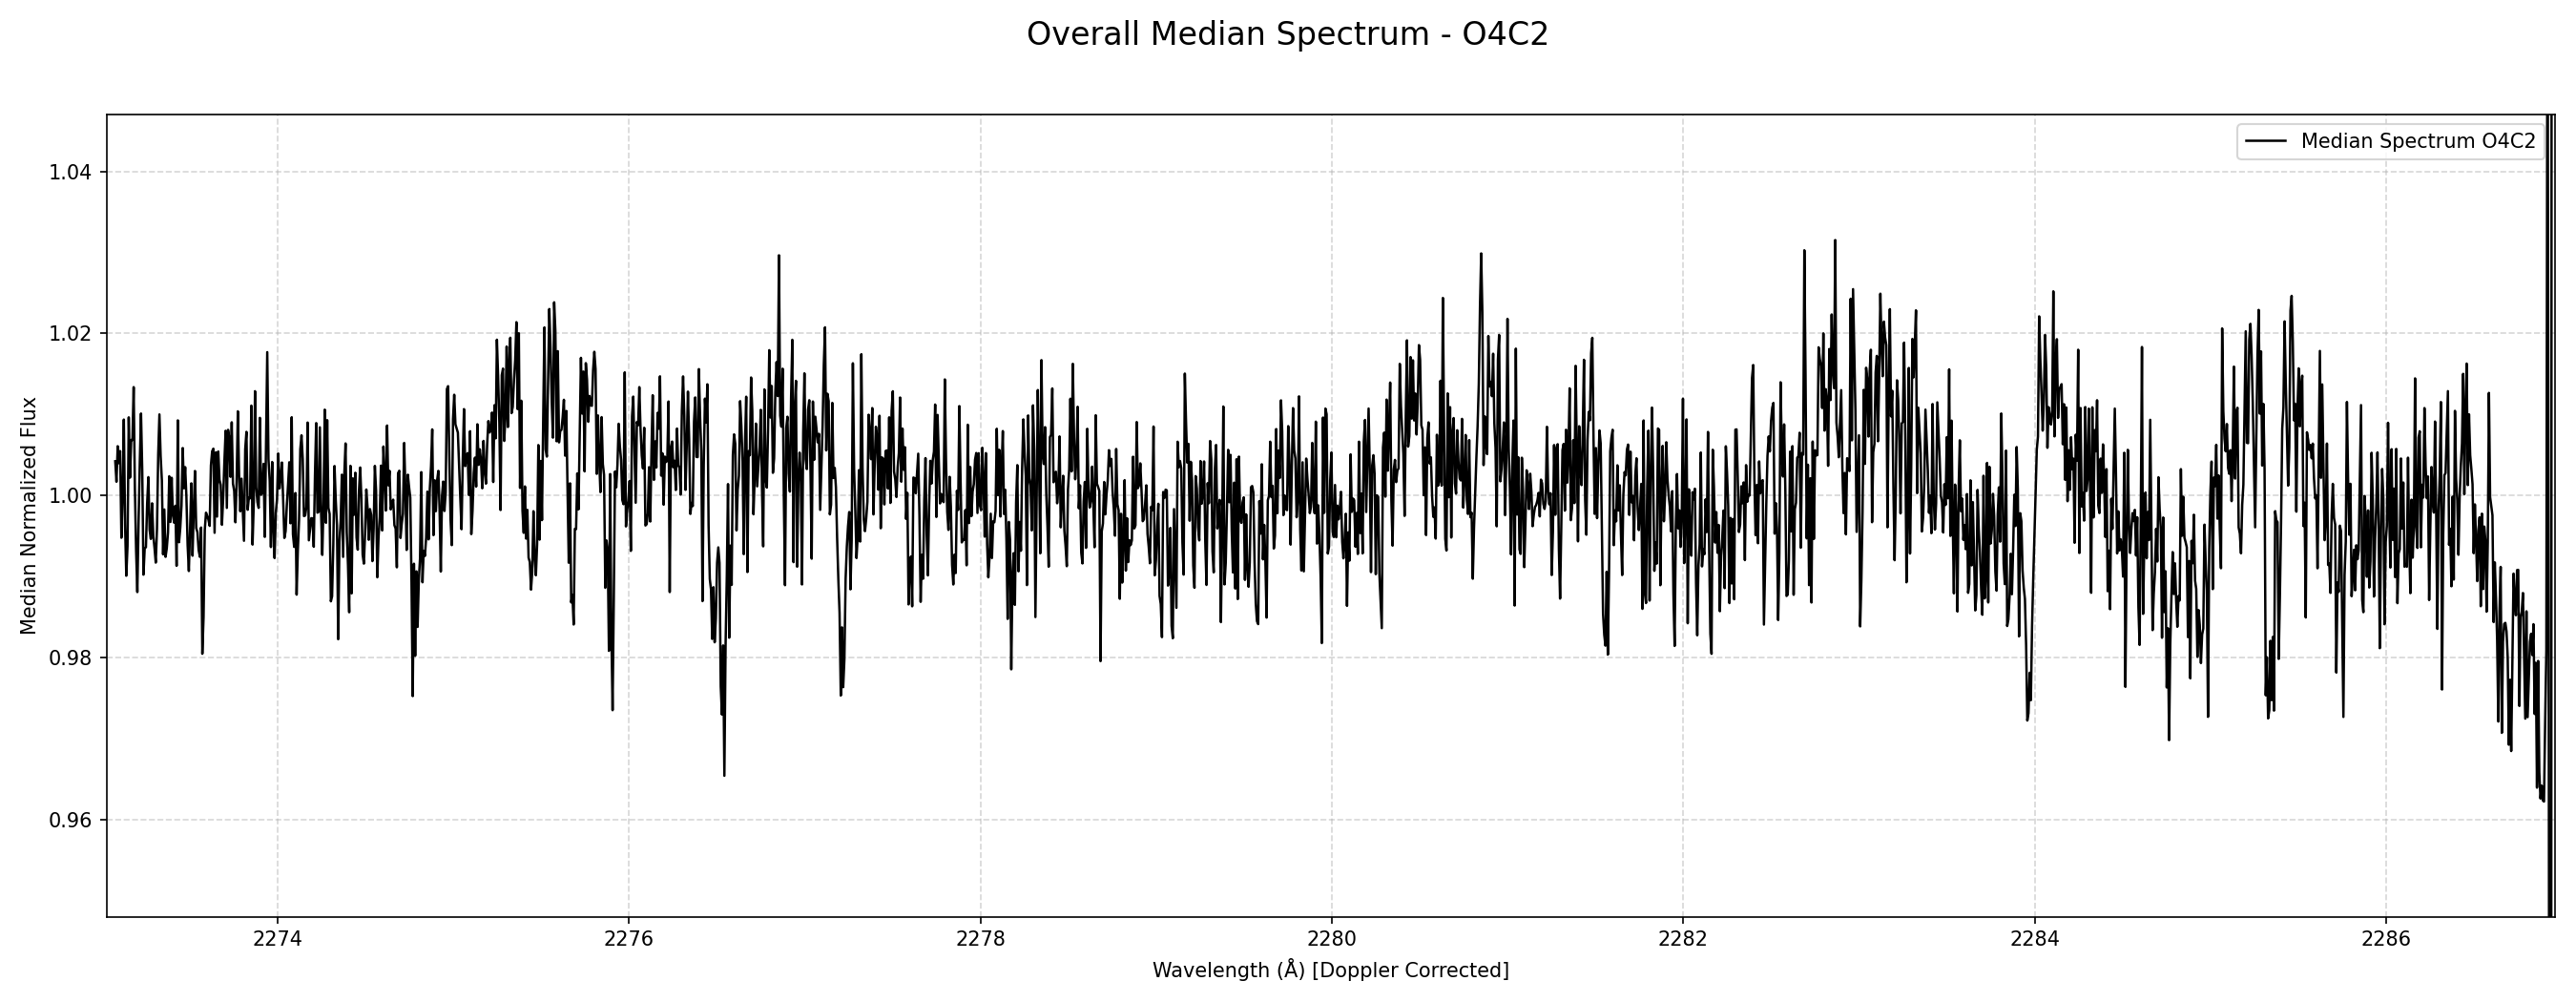 Overall Median Spectrum - O4C2
Median Spectrum O4C2
Median Normalized Flux
1.04
1.02
1.00
0.98
0.96
2274 2276 2278 2280 2282 2284 2286
Wavelength (Å) [Doppler Corrected]